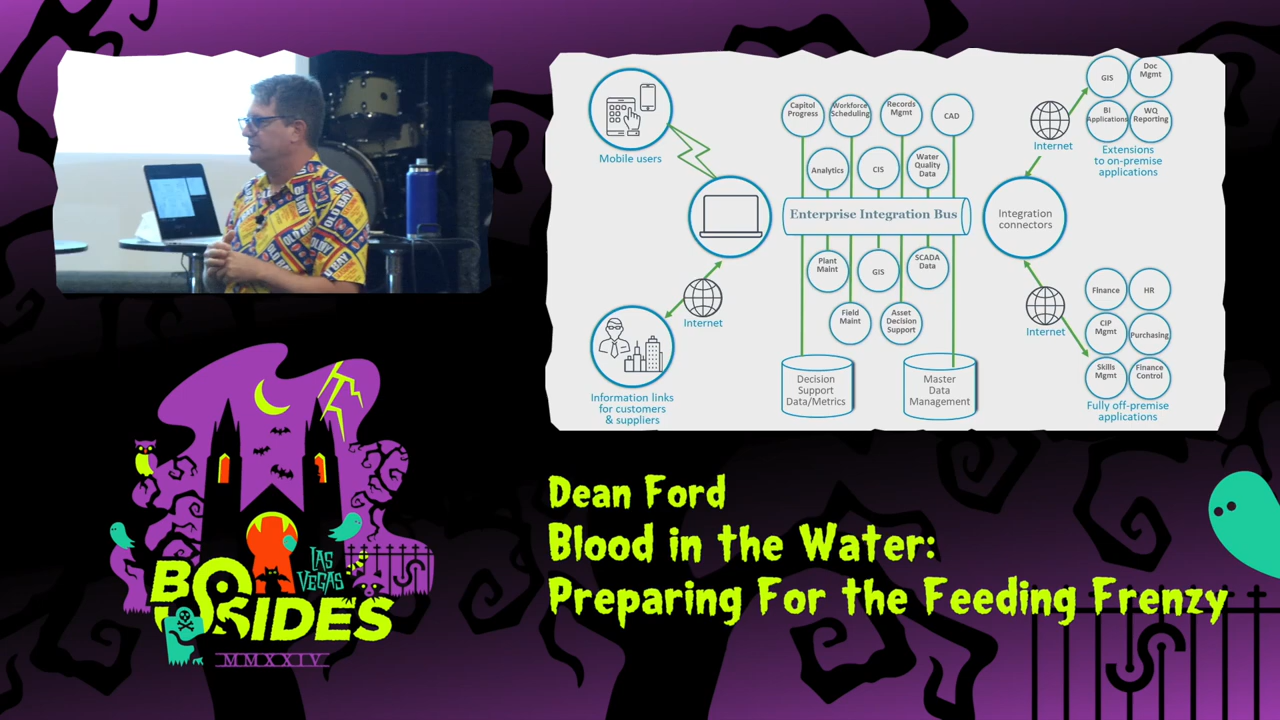 Mobile users
Information links
for customers
& suppliers
Internet
Capitol
Progress
Workforce
Scheduling
Records
Mgmt
CAD
Analytics
CIS
Water
Quality
Data
Enterprise Integration Bus
Plant
Maint
GIS
SCADA
Data
Field
Maint
Asset
Decision
Support
Decision
Support
Data/Metrics
Master
Data
Management
Integration
connectors
Internet
GIS
Doc
Mgmt
BI
Applications
WQ
Reporting
Extensions
to on-premise
applications
Internet
Finance
HR
CIP
Mgmt
Purchasing
Skills
Mgmt
Finance
Control
Fully off-premise
applications
OLD BAY
LAS
VEGAS
BSIDES
MMXXIV
Dean Ford
Blood in the Water:
Preparing For the Feeding Frenzy